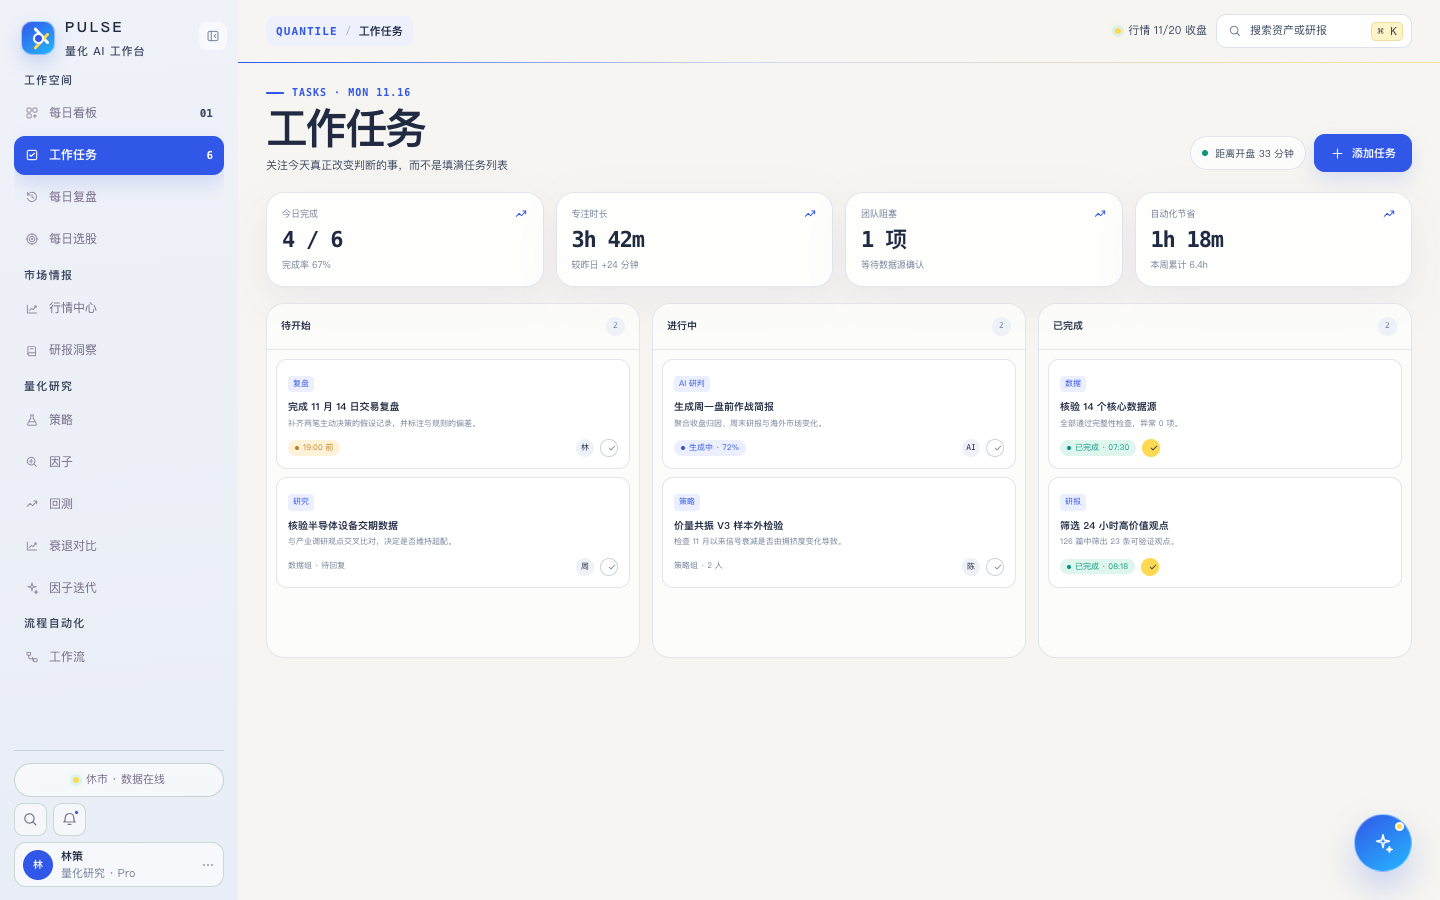 PULSE
量化 AI 工作台
工作空间
每日看板 01
工作任务 6
每日复盘
每日选股
市场情报
行情中心
研报洞察
量化研究
策略
因子
回测
衰退对比
因子迭代
流程自动化
工作流
休市 · 数据在线
林
林策
量化研究 · Pro
QUANTILE / 工作任务
行情 11/20 收盘
搜索资产或研报
⌘ K
TASKS · MON 11.16
工作任务
关注今天真正改变判断的事，而不是填满任务列表
距离开盘 33 分钟
添加任务
今日完成
4 / 6
完成率 67%
专注时长
3h 42m
较昨日 +24 分钟
团队阻塞
1 项
等待数据源确认
自动化节省
1h 18m
本周累计 6.4h
待开始 2
复盘
完成 11 月 14 日交易复盘
补齐两笔主动决策的假设记录，并标注与规则的偏差。
19:00 前
林
研究
核验半导体设备交期数据
与产业调研观点交叉比对，决定是否维持超配。
数据组 · 待回复
周
进行中 2
AI 研判
生成周一盘前作战简报
聚合收盘归因、周末研报与海外市场变化。
生成中 · 72%
AI
策略
价量共振 V3 样本外检验
检查 11 月以来信号衰减是否由拥挤度变化导致。
策略组 · 2 人
陈
已完成 2
数据
核验 14 个核心数据源
全部通过完整性检查，异常 0 项。
已完成 · 07:30
研报
筛选 24 小时高价值观点
126 篇中筛出 23 条可验证观点。
已完成 · 08:18